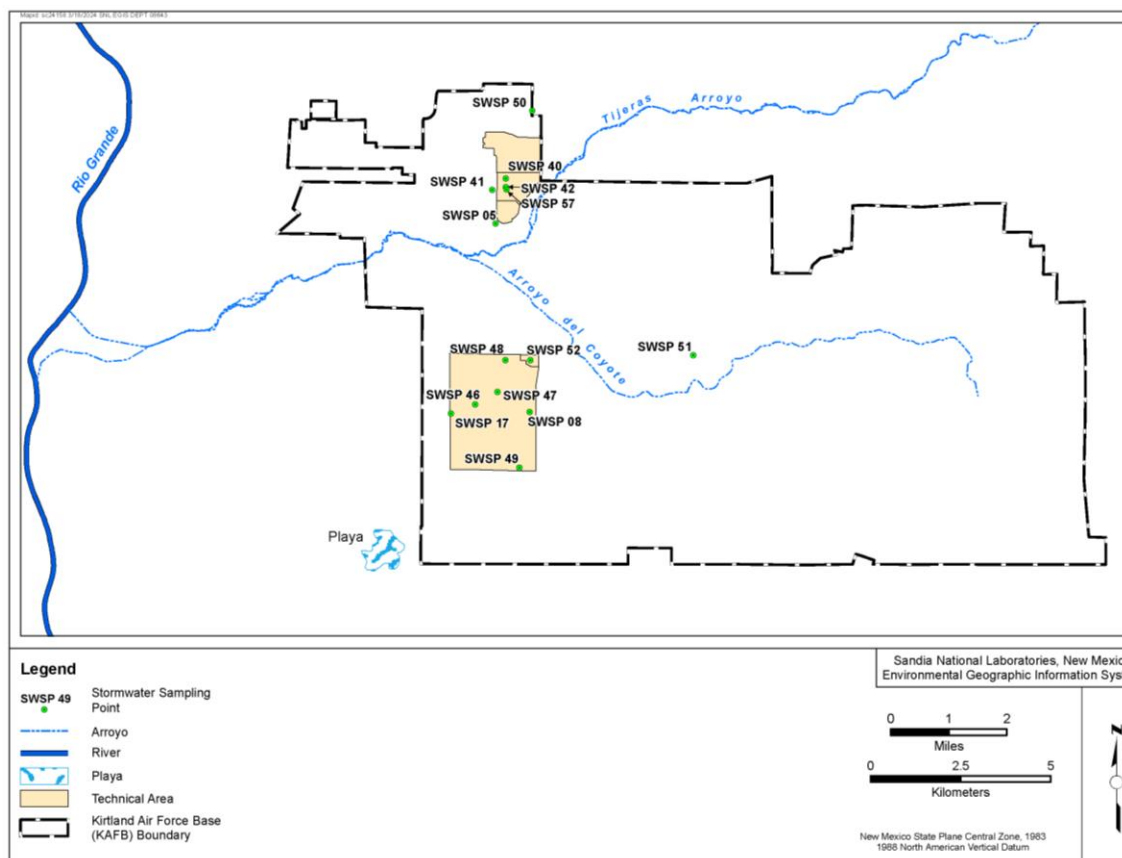 SWSP 50
Tijeras Arroyo
Rio Grande
SWSP 40
SWSP 41
SWSP 42
SWSP 57
SWSP 05
Arroyo del Coyote
SWSP 51
SWSP 48
SWSP 52
SWSP 46
SWSP 47
SWSP 17
SWSP 08
SWSP 49
Playa
Legend
SWSP 49
Stormwater Sampling
Point
Arroyo
River
Playa
Technical Area
Kirtland Air Force Base
(KAFB) Boundary
Sandia National Laboratories, New Mexic
Environmental Geographic Information Sys
0 1 2
Miles
0 2.5 5
Kilometers
New Mexico State Plane Central Zone, 1983
1988 North American Vertical Datum